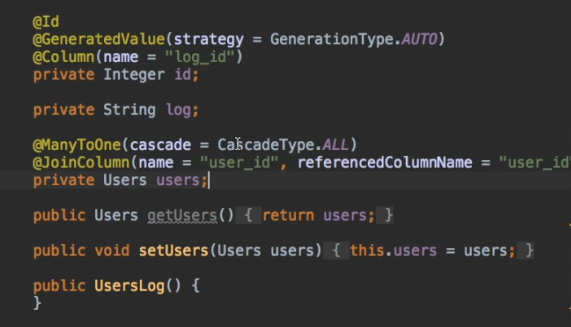 @Id
@GeneratedValue(strategy = GenerationType.AUTO)
@Column(name = "log_id")
private Integer id;
private String log;
@ManyToOne(cascade = CascadeType.ALL)
@JoinColumn(name = "user_id", referencedColumnName = "user_id"
private Users users;
public Users getUsers() { return users; }
public void setUsers(Users users) { this.users = users; }
public UsersLog() {
}